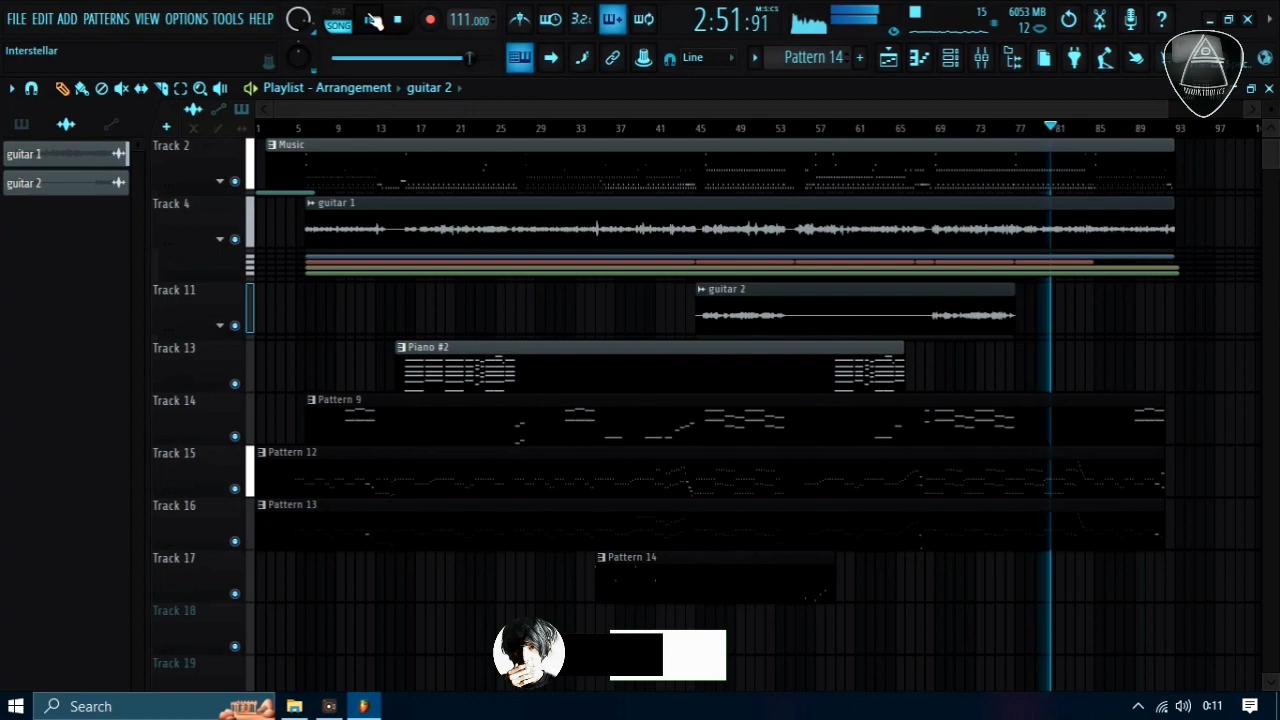 FILE EDIT ADD PATTERNS VIEW OPTIONS TOOLS HELP
PAT
SONG
111.000
3.2
2:51:91
M:S:CS
15
6053 MB
12
Interstellar
Line
Pattern 14
Playlist - Arrangement › guitar 2 ›
1 5 9 13 17 21 25 29 33 37 41 45 49 53 57 61 65 69 73 77 81 85 89 93 97
guitar 1
guitar 2
Track 2
Music
Track 4
guitar 1
Track 11
guitar 2
Track 13
Piano #2
Track 14
Pattern 9
Track 15
Pattern 12
Track 16
Pattern 13
Track 17
Pattern 14
Track 18
Track 19
Search
0:11